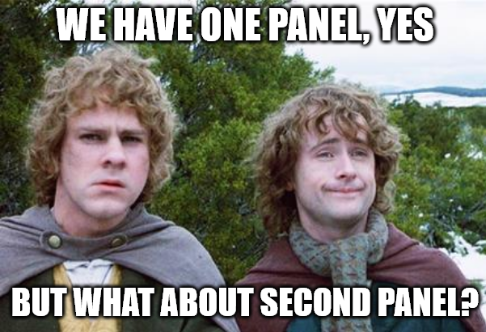 WE HAVE ONE PANEL, YES
BUT WHAT ABOUT SECOND PANEL?